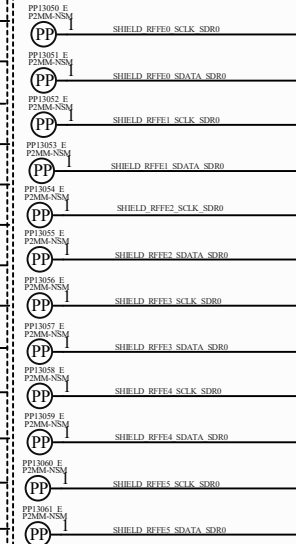 PP13050_E
P2MM-NSM
1
PP
SHIELD_RFFE0_SCLK_SDR0
PP13051_E
P2MM-NSM
1
PP
SHIELD_RFFE0_SDATA_SDR0
PP13052_E
P2MM-NSM
1
PP
SHIELD_RFFE1_SCLK_SDR0
PP13053_E
P2MM-NSM
1
PP
SHIELD_RFFE1_SDATA_SDR0
PP13054_E
P2MM-NSM
1
PP
SHIELD_RFFE2_SCLK_SDR0
PP13055_E
P2MM-NSM
1
PP
SHIELD_RFFE2_SDATA_SDR0
PP13056_E
P2MM-NSM
1
PP
SHIELD_RFFE3_SCLK_SDR0
PP13057_E
P2MM-NSM
1
PP
SHIELD_RFFE3_SDATA_SDR0
PP13058_E
P2MM-NSM
1
PP
SHIELD_RFFE4_SCLK_SDR0
PP13059_E
P2MM-NSM
1
PP
SHIELD_RFFE4_SDATA_SDR0
PP13060_E
P2MM-NSM
1
PP
SHIELD_RFFE5_SCLK_SDR0
PP13061_E
P2MM-NSM
1
PP
SHIELD_RFFE5_SDATA_SDR0